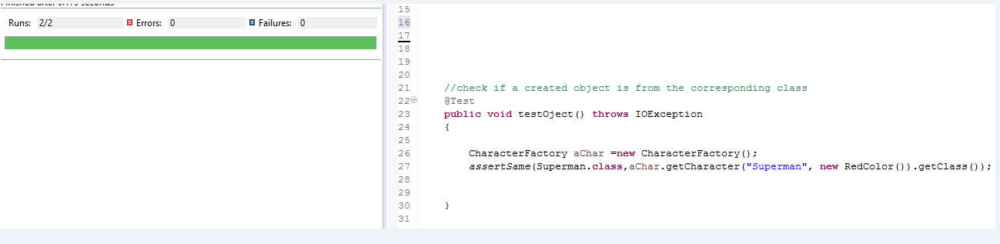 Runs: 2/2 Errors: 0 Failures: 0
15
16
17
18
19
20
21 //check if a created object is from the corresponding class
22 @Test
23 public void testOject() throws IOException
24 {
25
26 CharacterFactory aChar =new CharacterFactory();
27 assertSame(Superman.class,aChar.getCharacter("Superman", new RedColor()).getClass());
28
29
30 }
31